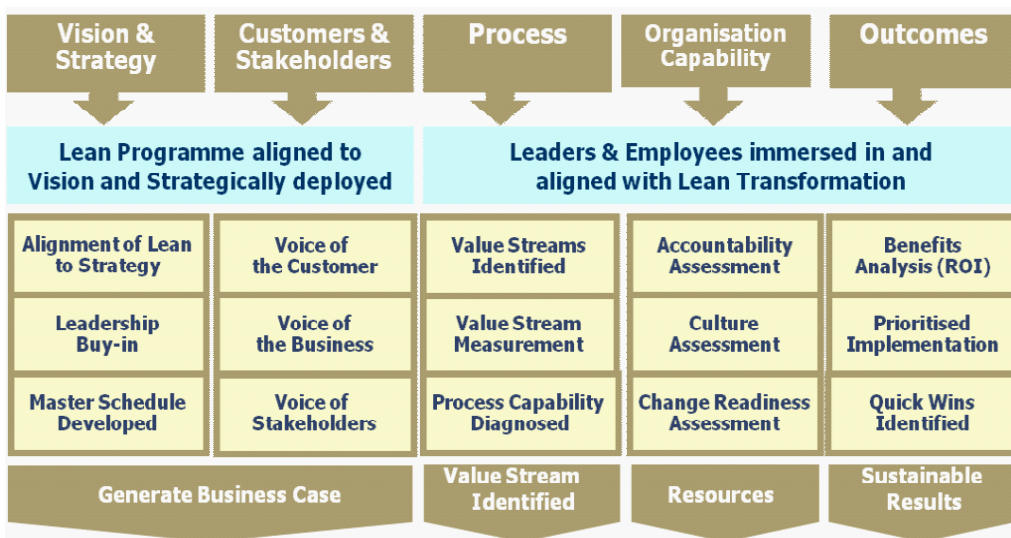 Vision &
Strategy
Customers &
Stakeholders
Process
Organisation
Capability
Outcomes
Lean Programme aligned to
Vision and Strategically deployed
Leaders & Employees immersed in and
aligned with Lean Transformation
Alignment of Lean
to Strategy
Voice of
the Customer
Value Streams
Identified
Accountability
Assessment
Benefits
Analysis (ROI)
Leadership
Buy-in
Voice of
the Business
Value Stream
Measurement
Culture
Assessment
Prioritised
Implementation
Master Schedule
Developed
Voice of
Stakeholders
Process Capability
Diagnosed
Change Readiness
Assessment
Quick Wins
Identified
Generate Business Case
Value Stream
Identified
Resources
Sustainable
Results